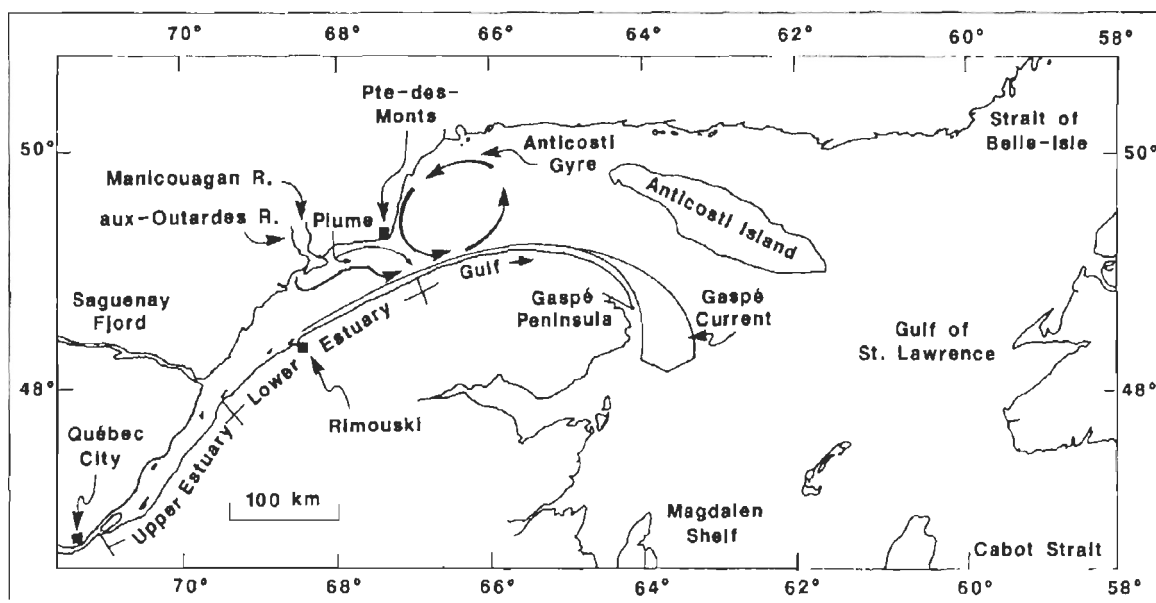 70° 68° 66° 64° 62° 60° 58°
Pte-des-
Monts
Strait of
Belle-Isle
50°
Anticosti
Gyre
50°
Manicouagan R.
aux-Outardes R.
Plume
Anticosti Island
Gulf
Saguenay
Fjord
Gaspé
Peninsula
Gaspé
Current
Gulf of
St. Lawrence
Lower Estuary
48°
48°
Rimouski
Québec
City
Upper Estuary
100 km
Magdalen
Shelf
Cabot Strait
70° 68° 66° 64° 62° 60° 58°